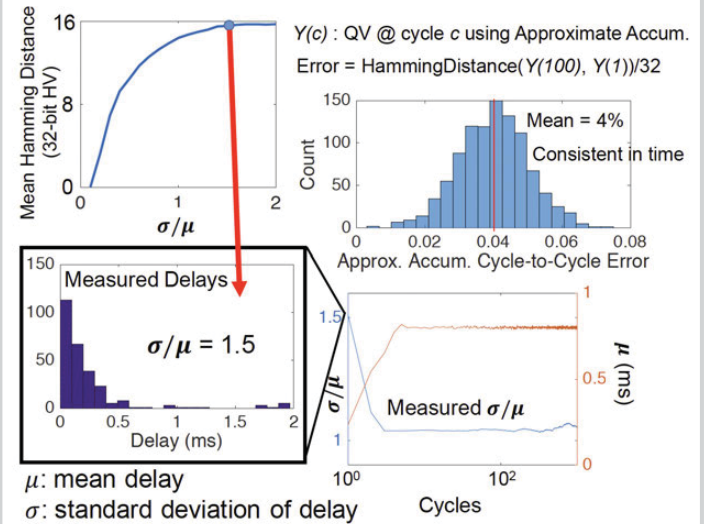 16
8
0
Mean Hamming Distance
(32-bit HV)
0
1
2
σ/μ
Y(c) : QV @ cycle c using Approximate Accum.
Error = HammingDistance(Y(100), Y(1))/32
150
100
50
0
Count
Mean = 4%
Consistent in time
0
0.02
0.04
0.06
0.08
Approx. Accum. Cycle-to-Cycle Error
150
100
50
0
Measured Delays
σ/μ = 1.5
0
0.5
1
1.5
2
Delay (ms)
1.5
1
σ/μ
Measured σ/μ
1
0.5
0
μ (ms)
10⁰
10²
Cycles
μ: mean delay
σ: standard deviation of delay